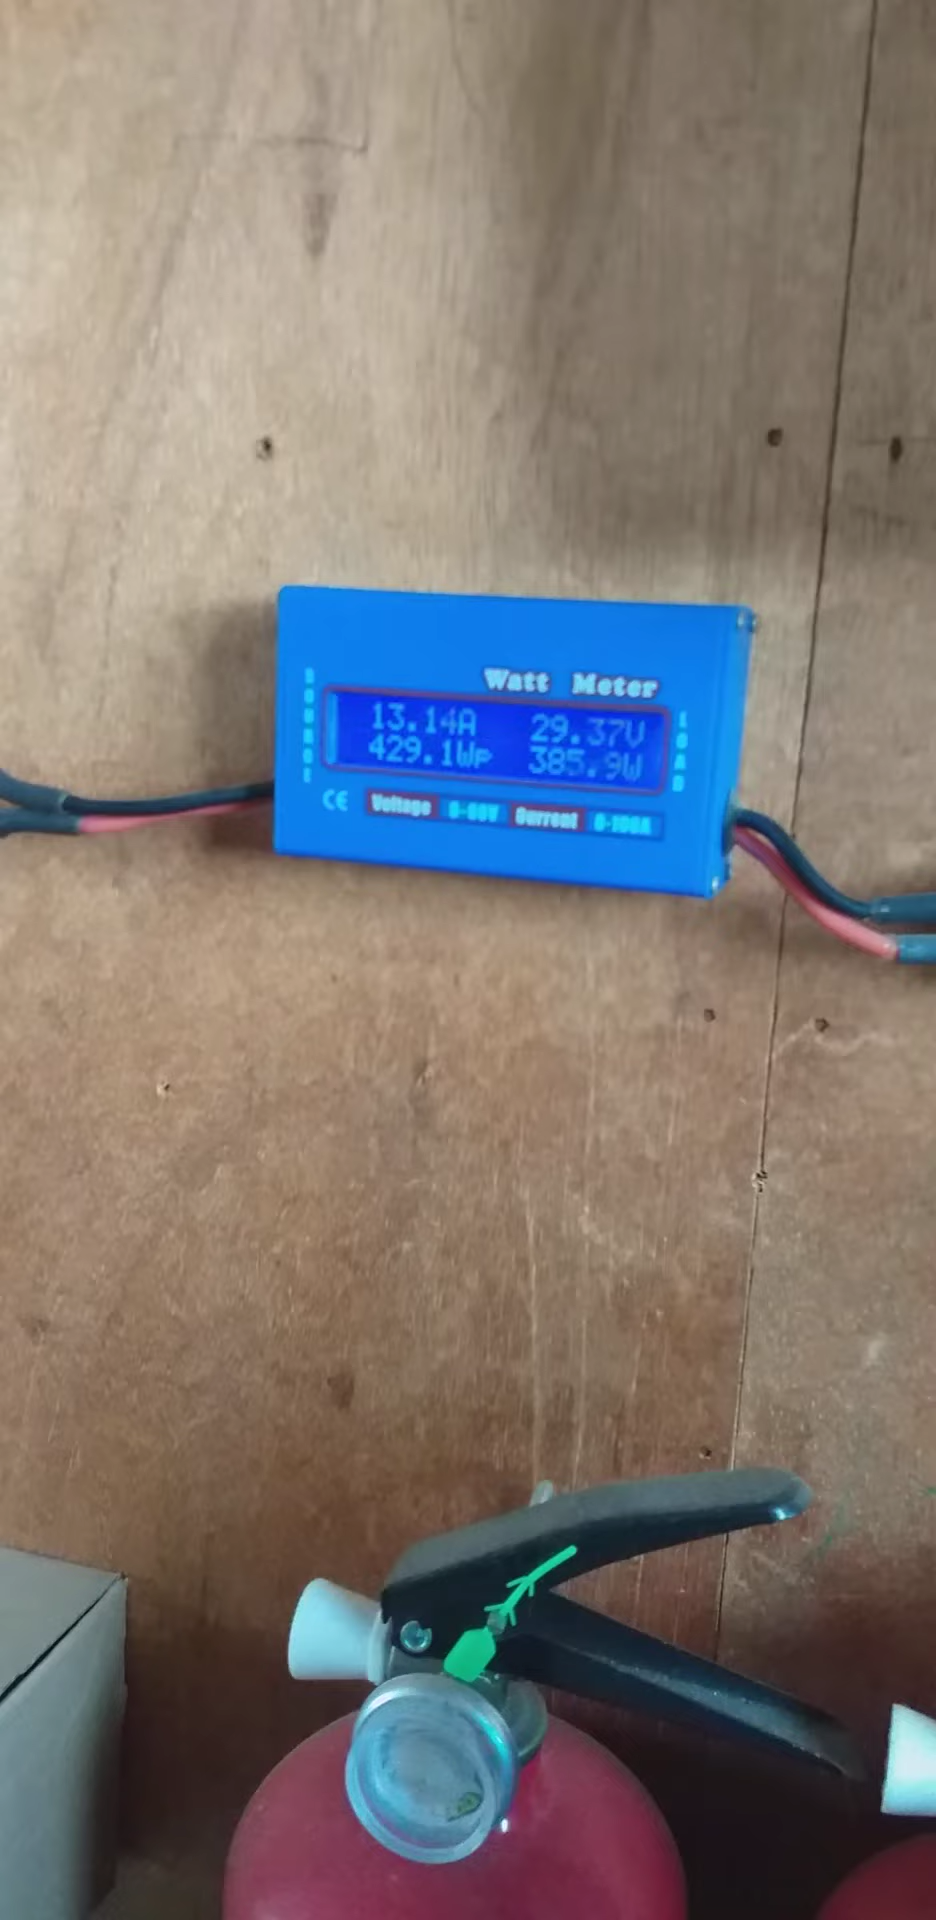 Watt Meter
SOURCE
13.14A 29.37V
429.1Wp 385.9W
LOAD
CE Voltage 0-60V Current 0-100A